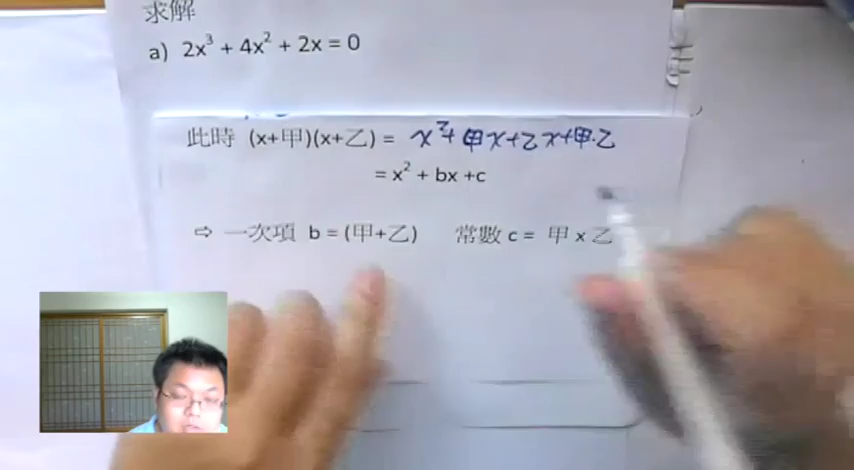 求解
a) 2x³ + 4x² + 2x = 0
此時 (x+甲)(x+乙) = x²+甲x+乙x+甲·乙
= x² + bx +c
⇨ 一次項 b = (甲+乙) 常數 c = 甲 x 乙